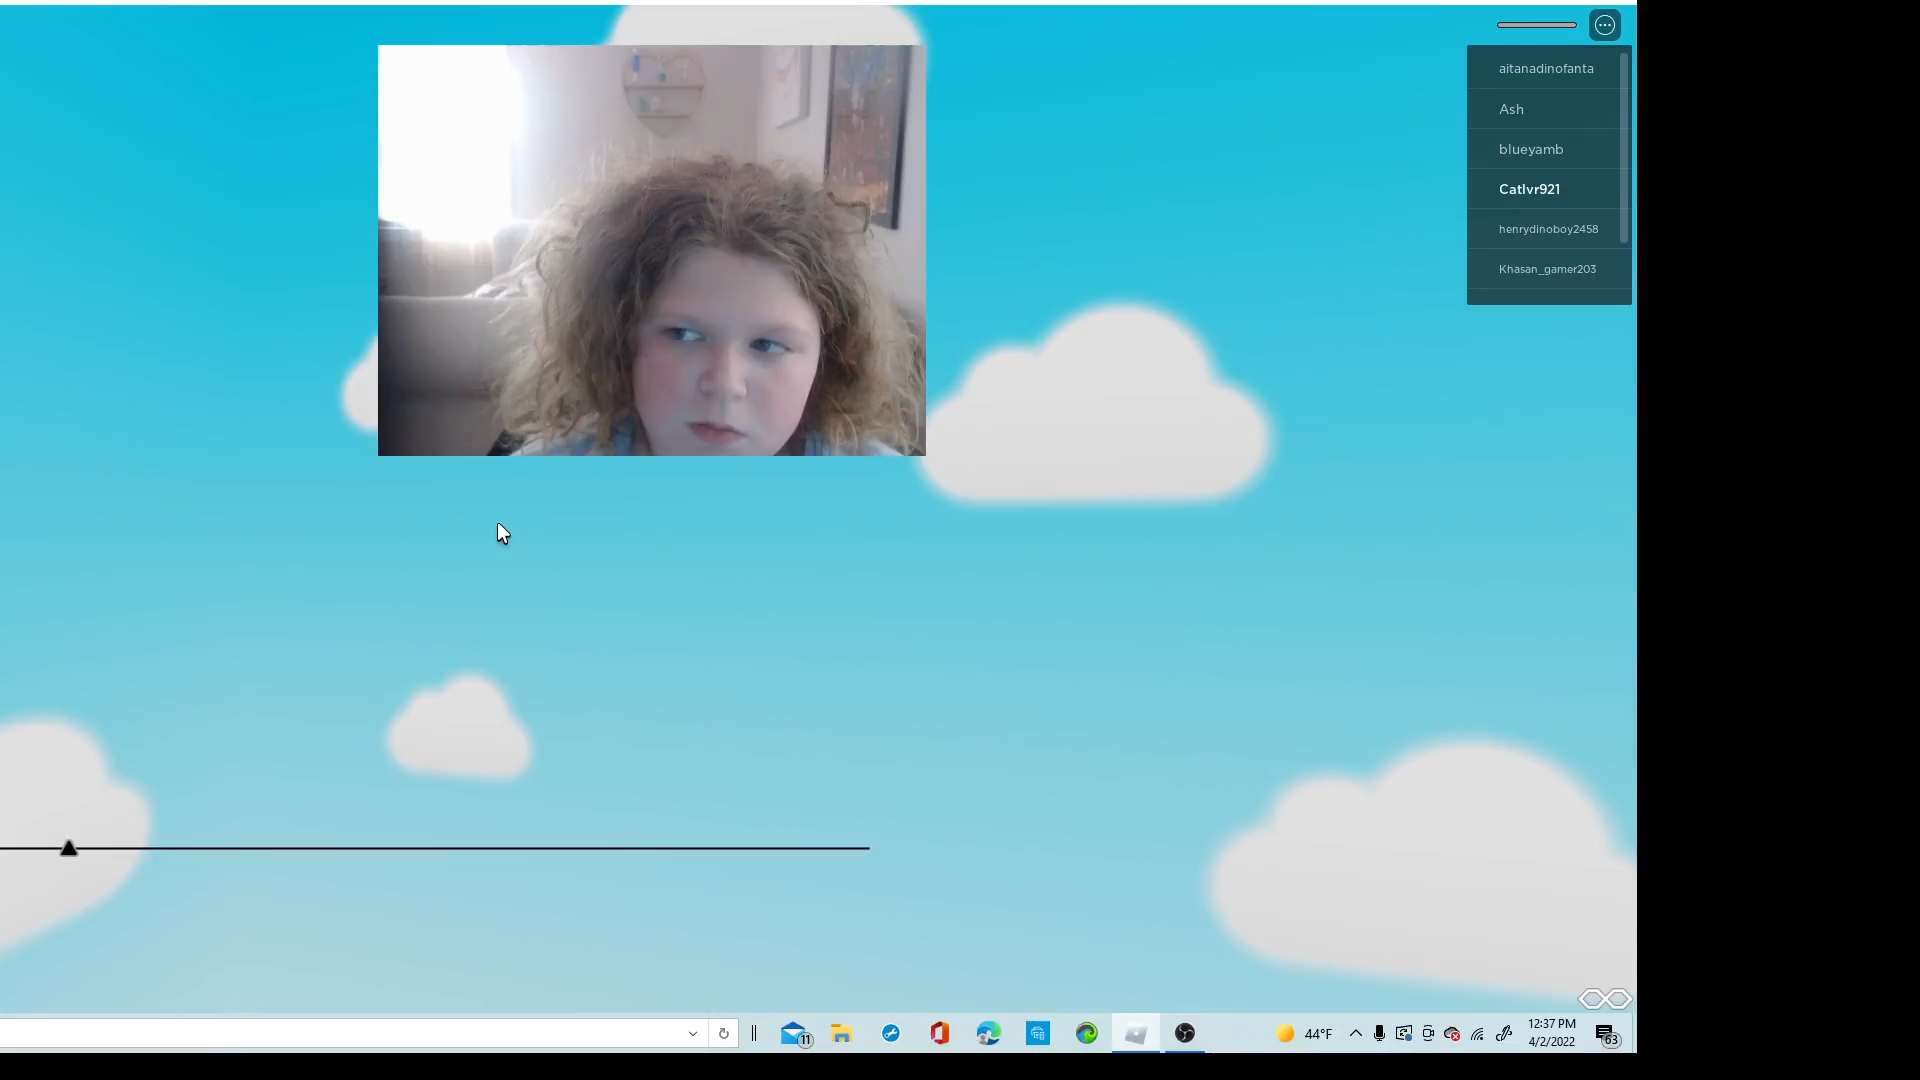 aitanadinofanta
Ash
blueyamb
Catlvr921
henrydinoboy2458
Khasan_gamer203
11
44°F
12:37 PM
4/2/2022
63